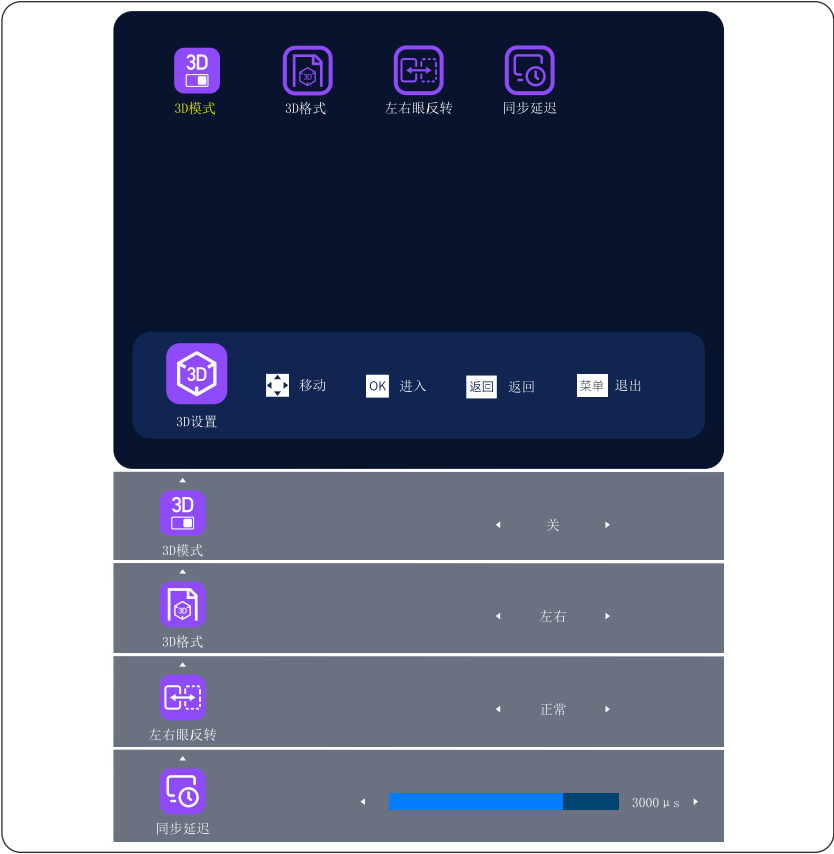 3D
3D
3D模式 3D格式 左右眼反转 同步延迟
3D
移动 OK 进入 返回 返回 菜单 退出
3D设置
3D
关
3D模式
3D
左右
3D格式
正常
左右眼反转
3000μs
同步延迟